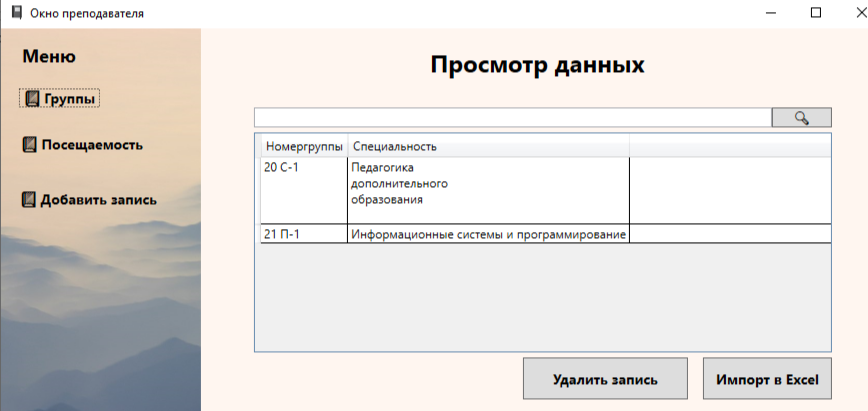 Окно преподавателя
Меню
Группы
Посещаемость
Добавить запись
Просмотр данных
Номергруппы Специальность
20 С-1 Педагогика
дополнительного
образования
21 П-1 Информационные системы и программирование
Удалить запись Импорт в Excel